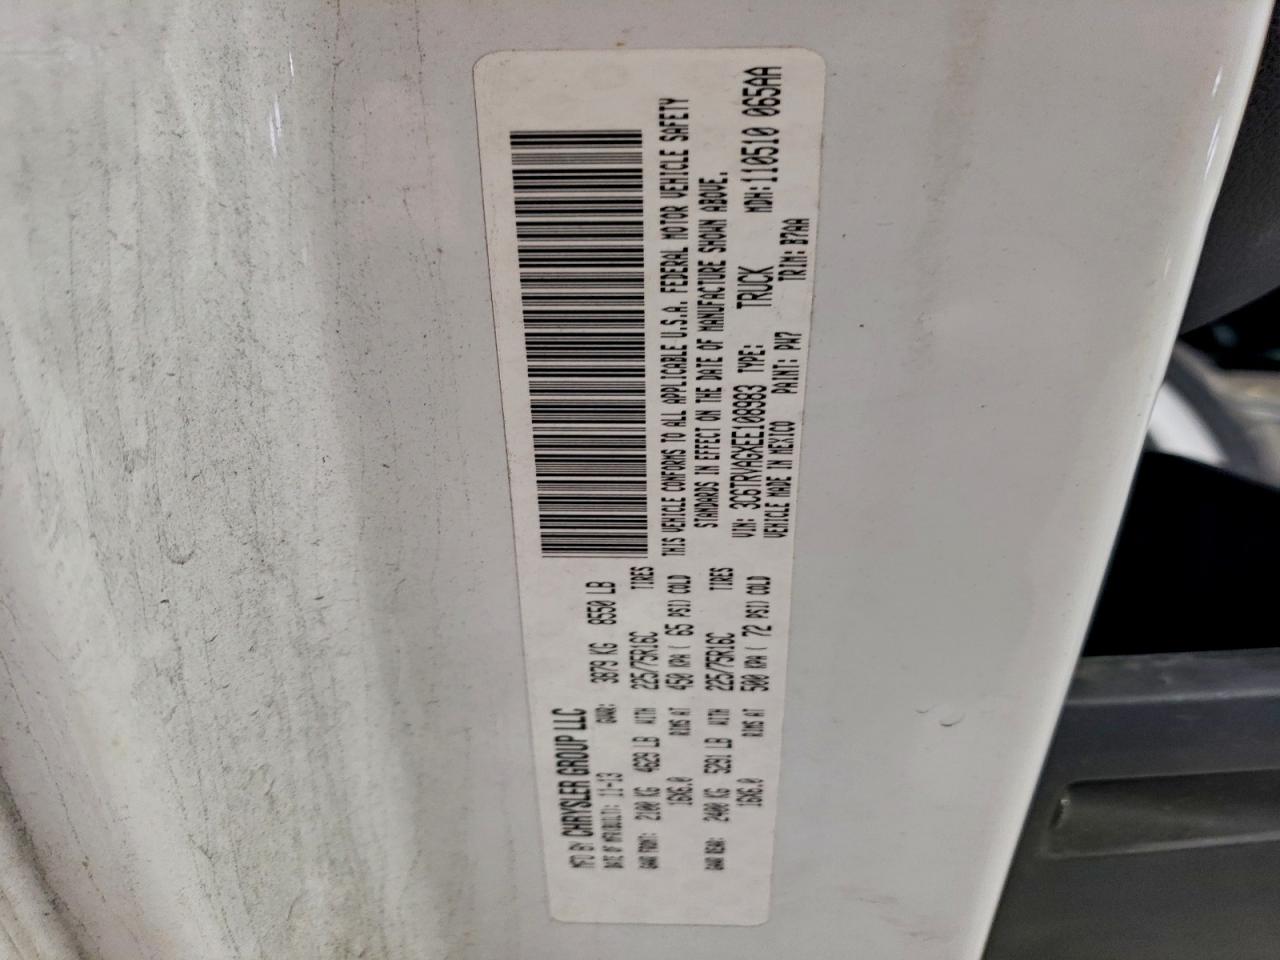 MFD BY CHRYSLER GROUP LLC
DATE OF MFR(BUILT): 11-13 GVWR: 3879 KG 8550 LB
GAWR FRONT: 2100 KG 4629 LB WITH 225/75R16C TIRES
16X6.0 RIMS AT 450 KPA ( 65 PSI) COLD
GAWR REAR: 2400 KG 5291 LB WITH 225/75R16C TIRES
16X6.0 RIMS AT 500 KPA ( 72 PSI) COLD
THIS VEHICLE CONFORMS TO ALL APPLICABLE U.S.A. FEDERAL MOTOR VEHICLE SAFETY
STANDARDS IN EFFECT ON THE DATE OF MANUFACTURE SHOWN ABOVE.
VIN: 3C6TRVAGXEE108983 TYPE: TRUCK MDH: 110510 065AA
VEHICLE MADE IN MEXICO PAINT: PW7 TRIM: B7AA